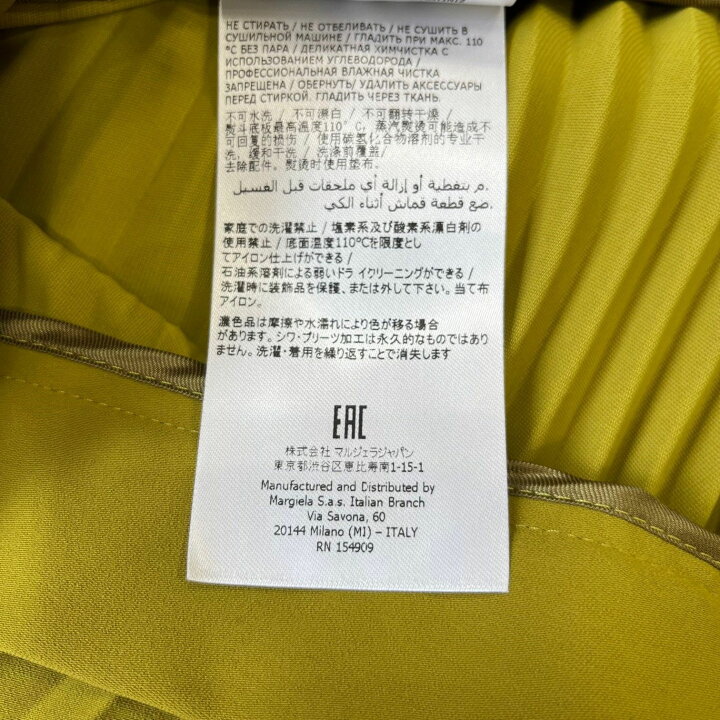 НЕ СТИРАТЬ / НЕ ОТБЕЛИВАТЬ / НЕ СУШИТЬ В
СУШИЛЬНОЙ МАШИНЕ / ГЛАДИТЬ ПРИ МАКС. 110
°С БЕЗ ПАРА / ДЕЛИКАТНАЯ ХИМЧИСТКА С
ИСПОЛЬЗОВАНИЕМ УГЛЕВОДОРОДА /
ПРОФЕССИОНАЛЬНАЯ ВЛАЖНАЯ ЧИСТКА
ЗАПРЕЩЕНА / ОБЕРНУТЬ/ УДАЛИТЬ АКСЕССУАРЫ
ПЕРЕД СТИРКОЙ. ГЛАДИТЬ ЧЕРЕЗ ТКАНЬ.
不可水洗 / 不可漂白 / 不可翻转干燥 /
熨斗底板最高温度110°C, 蒸汽熨烫可能造成不
可回复的损伤 / 使用碳氢化合物溶剂的专业干
洗, 缓和干洗 / 洗涤前覆盖/
去除配件。熨烫时使用垫布。
م بتغطية أو إزالة أي ملحقات قبل الغسيل.
ضع قطعة قماش أثناء الكي.
家庭での洗濯禁止 / 塩素系及び酸素系漂白剤の
使用禁止 / 底面温度110℃を限度とし
てアイロン仕上げができる /
石油系溶剤による弱いドラ イクリーニングができる /
洗濯時に装飾品を保護、または外して下さい。当て布
アイロン。
濃色品は摩擦や水濡れにより色が移る場合
があります。シワ・プリーツ加工は永久的なものではあり
ません。洗濯・着用を繰り返すことで消失します
EAC
株式会社 マルジェラジャパン
東京都渋谷区恵比寿南1-15-1
Manufactured and Distributed by
Margiela S.a.s. Italian Branch
Via Savona, 60
20144 Milano (MI) – ITALY
RN 154909